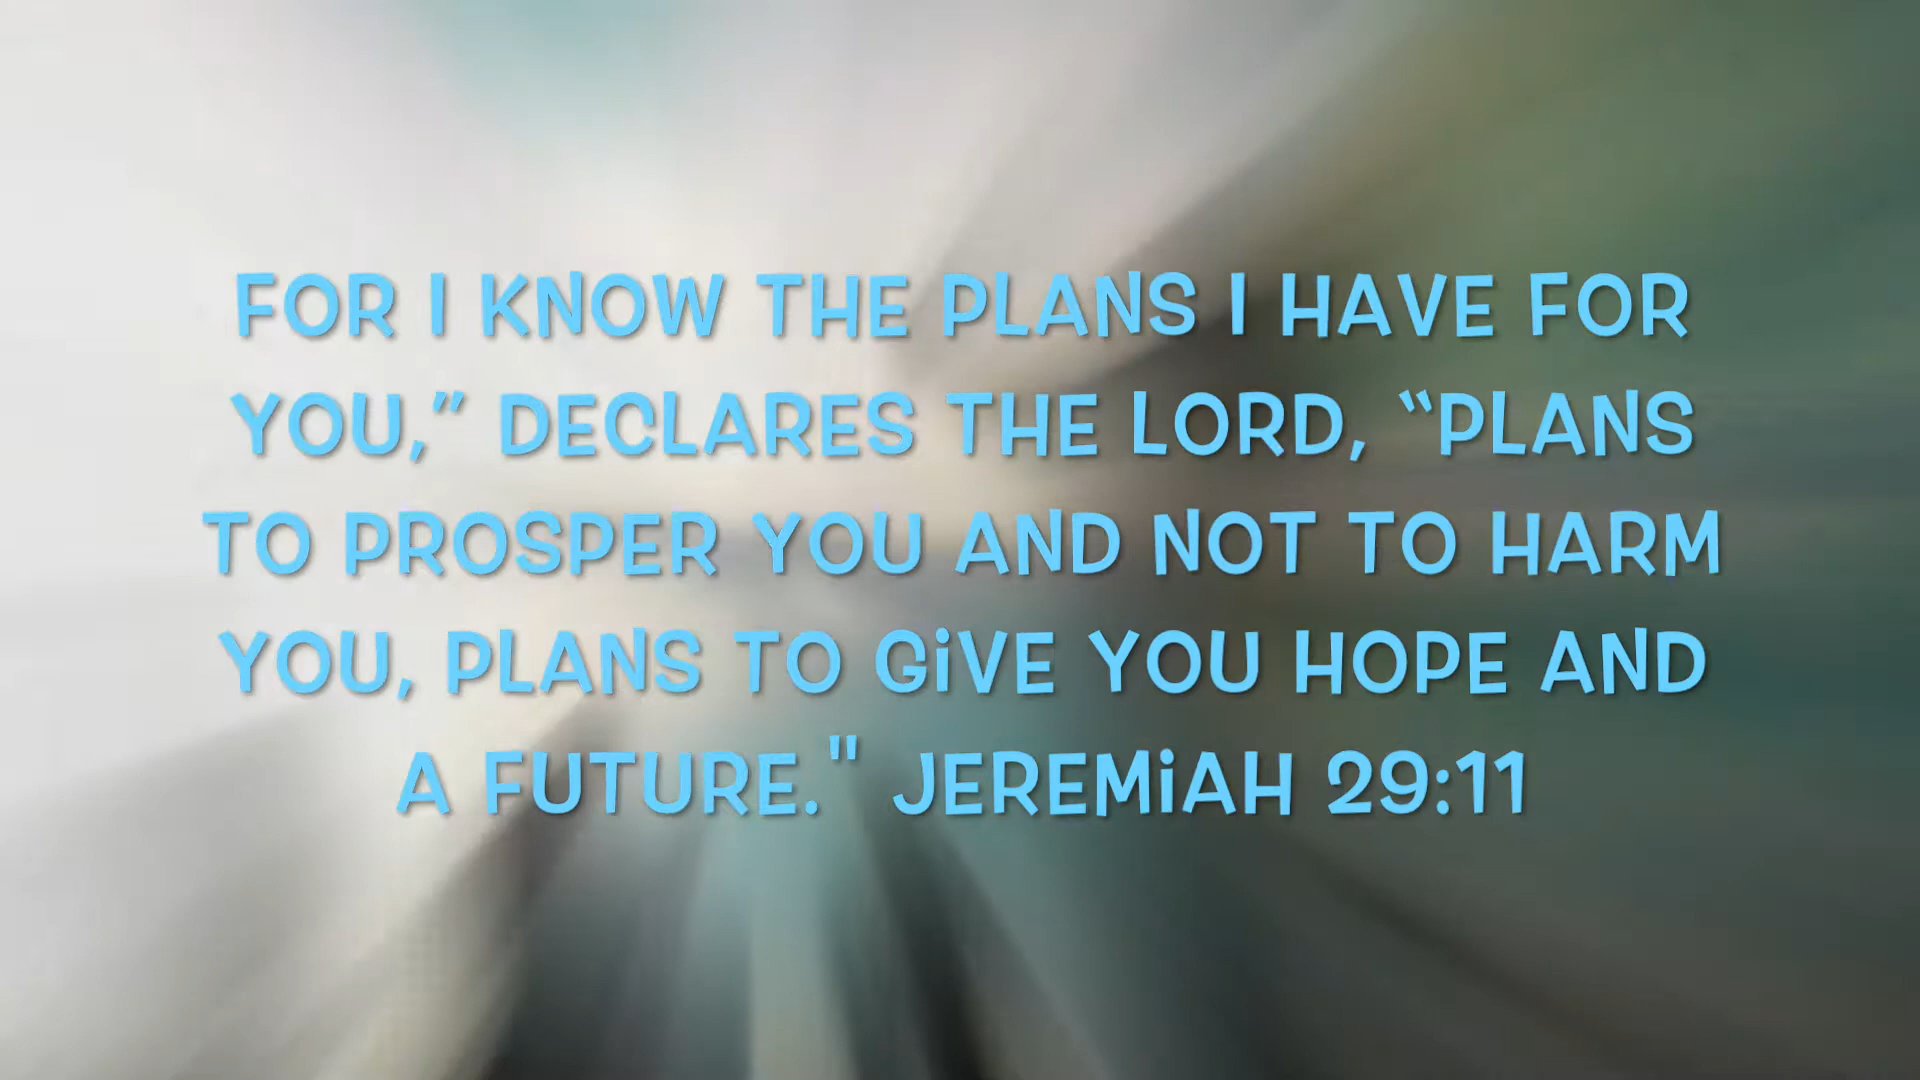 FOR I KNOW THE PLANS I HAVE FOR
YOU,” DECLARES THE LORD, “PLANS
TO PROSPER YOU AND NOT TO HARM
YOU, PLANS TO GiVE YOU HOPE AND
A FUTURE." JEREMiAH 29:11